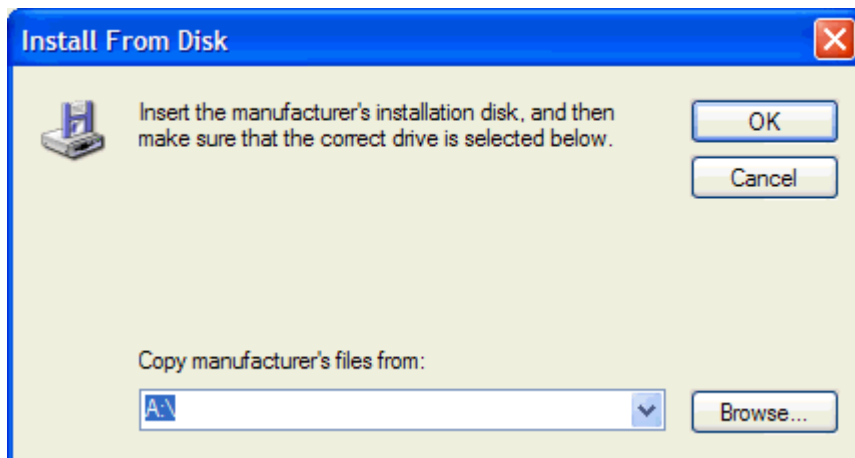 Install From Disk
Insert the manufacturer's installation disk, and then
make sure that the correct drive is selected below.
OK
Cancel
Copy manufacturer's files from:
A:\
Browse...